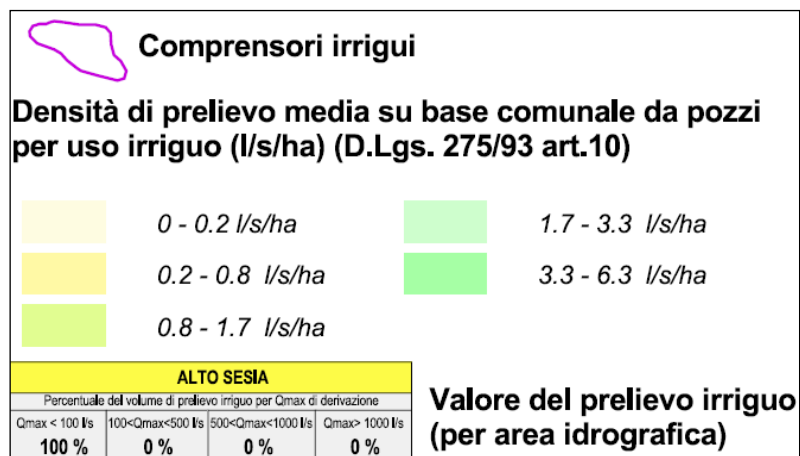 Comprensori irrigui
Densità di prelievo media su base comunale da pozzi
per uso irriguo (l/s/ha) (D.Lgs. 275/93 art.10)
0 - 0.2 l/s/ha
1.7 - 3.3 l/s/ha
0.2 - 0.8 l/s/ha
3.3 - 6.3 l/s/ha
0.8 - 1.7 l/s/ha
ALTO SESIA
Percentuale del volume di prelievo irriguo per Qmax di derivazione
Qmax < 100 l/s 100<Qmax<500 l/s 500<Qmax<1000 l/s Qmax> 1000 l/s
100 % 0 % 0 % 0 %
Valore del prelievo irriguo
(per area idrografica)